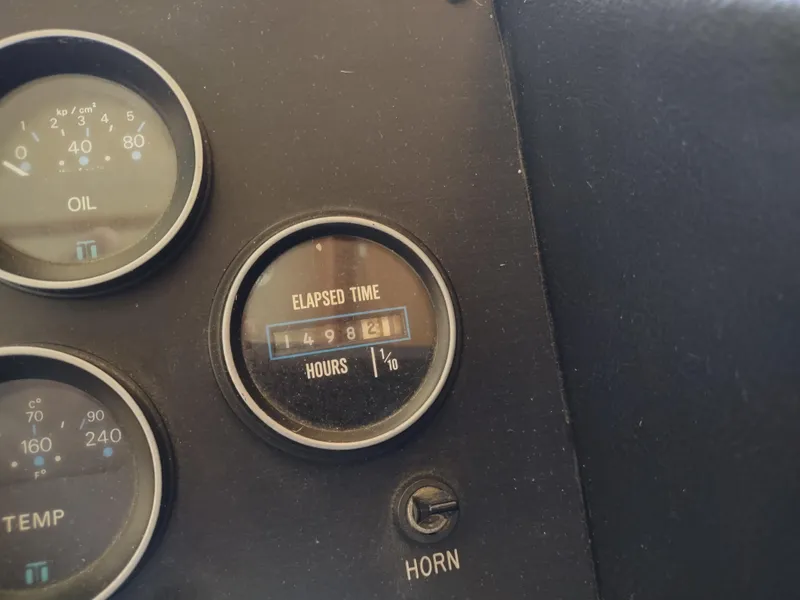 kp/cm²
1 2 3 4 5
0 40 80
OIL
ELAPSED TIME
1 4 9 8 2
HOURS 1/10
C°
70 90
160 240
F°
TEMP
HORN